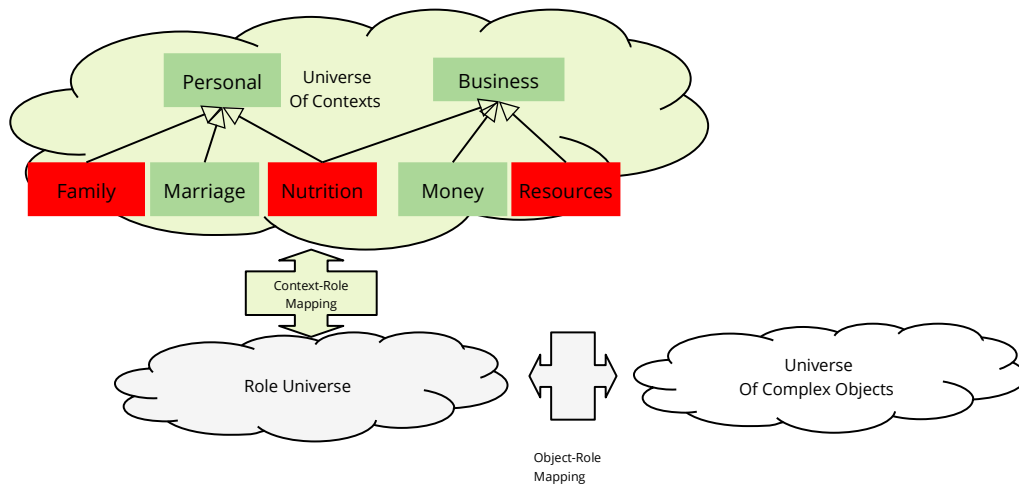 Personal
Universe
Of Contexts
Business
Family
Marriage
Nutrition
Money
Resources
Context-Role
Mapping
Role Universe
Universe
Of Complex Objects
Object-Role
Mapping